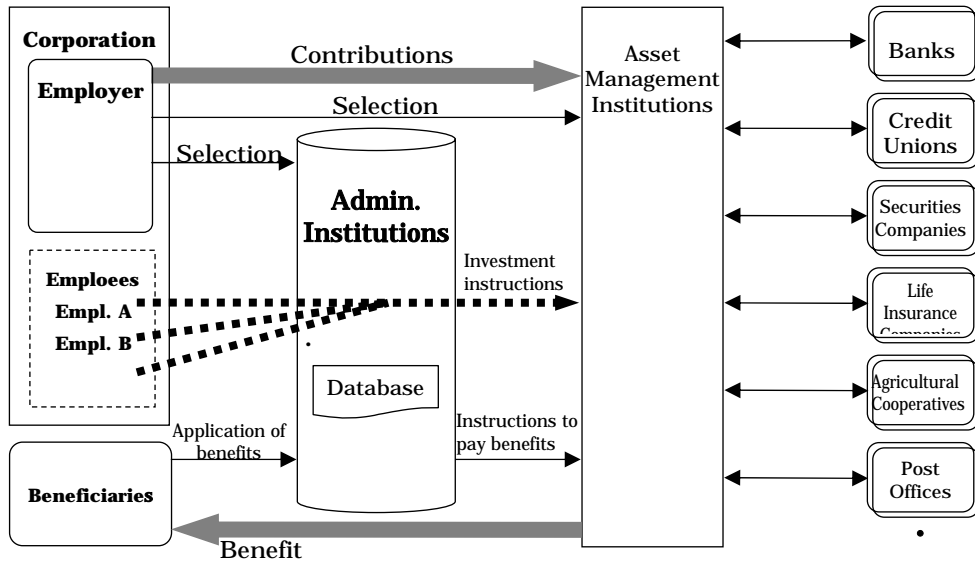 Corporation
Employer
Contributions
Selection
Selection
Asset
Management
Institutions
Admin.
Institutions
Emploees
Empl. A
Empl. B
Investment
instructions
Database
Application of
benefits
Instructions to
pay benefits
Beneficiaries
Benefit
Banks
Credit
Unions
Securities
Companies
Life
Insurance
Companies
Agricultural
Cooperatives
Post
Offices